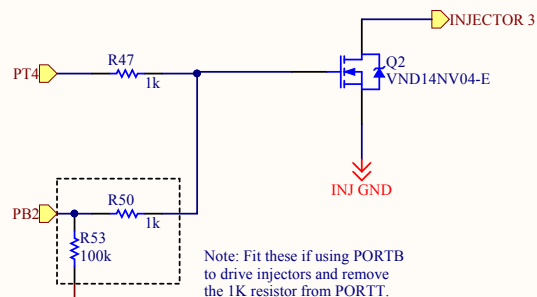 INJECTOR 3
R47
PT4
1k
Q2
VND14NV04-E
INJ GND
R50
PB2
1k
R53
100k
Note: Fit these if using PORTB
to drive injectors and remove
the 1K resistor from PORTT.